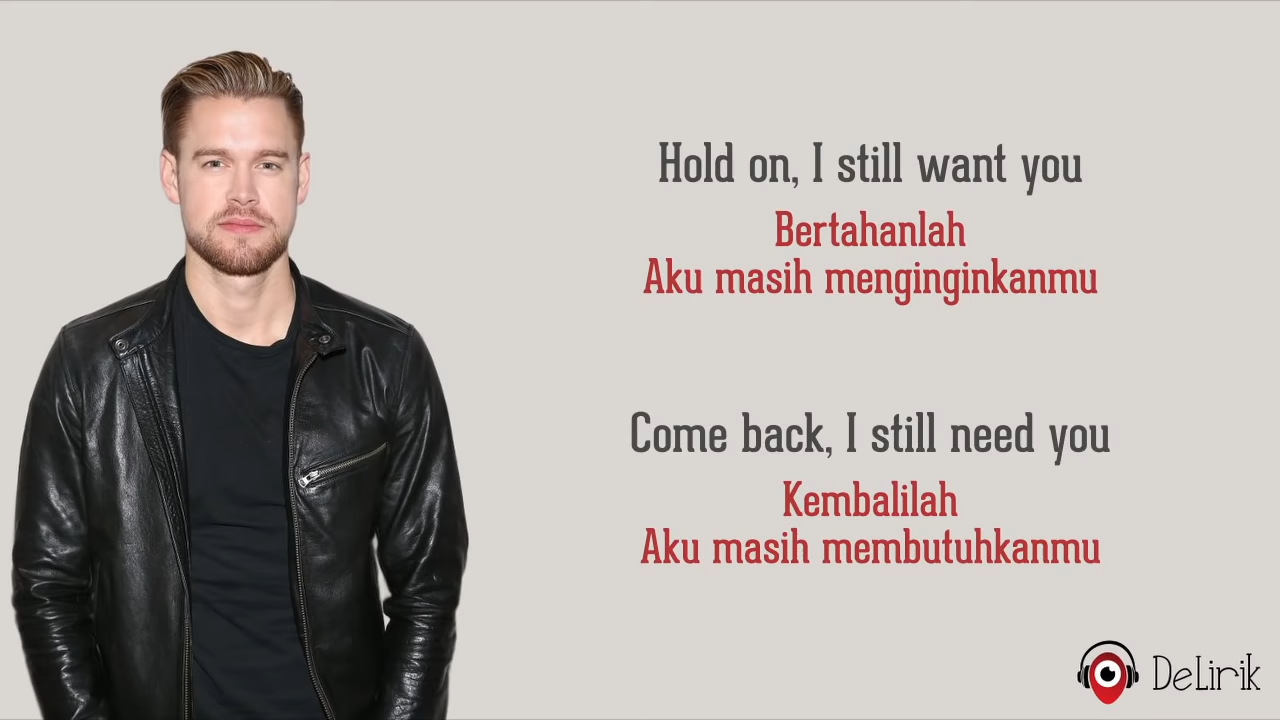 Hold on, I still want you
Bertahanlah
Aku masih menginginkanmu
Come back, I still need you
Kembalilah
Aku masih membutuhkanmu
DeLirik